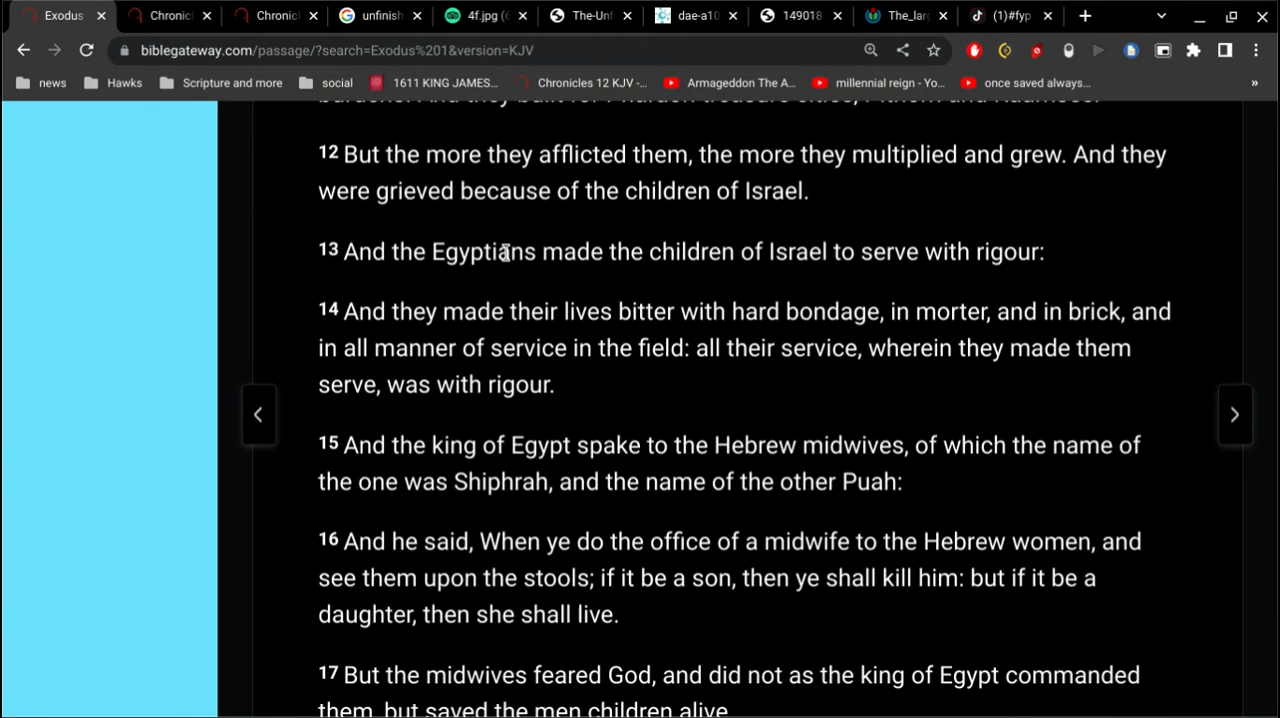 Exodus
Chronicl
Chronicl
unfinish
4f.jpg (
The-Unf
dae-a10
149018
The_lar
(1)#fyp
biblegateway.com/passage/?search=Exodus%201&version=KJV
news
Hawks
Scripture and more
social
1611 KING JAMES...
Chronicles 12 KJV -...
Armageddon The A...
millennial reign - Yo...
once saved always...
»
12 But the more they afflicted them, the more they multiplied and grew. And they
were grieved because of the children of Israel.
13 And the Egyptians made the children of Israel to serve with rigour:
14 And they made their lives bitter with hard bondage, in morter, and in brick, and
in all manner of service in the field: all their service, wherein they made them
serve, was with rigour.
15 And the king of Egypt spake to the Hebrew midwives, of which the name of
the one was Shiphrah, and the name of the other Puah:
16 And he said, When ye do the office of a midwife to the Hebrew women, and
see them upon the stools; if it be a son, then ye shall kill him: but if it be a
daughter, then she shall live.
17 But the midwives feared God, and did not as the king of Egypt commanded
them, but saved the men children alive